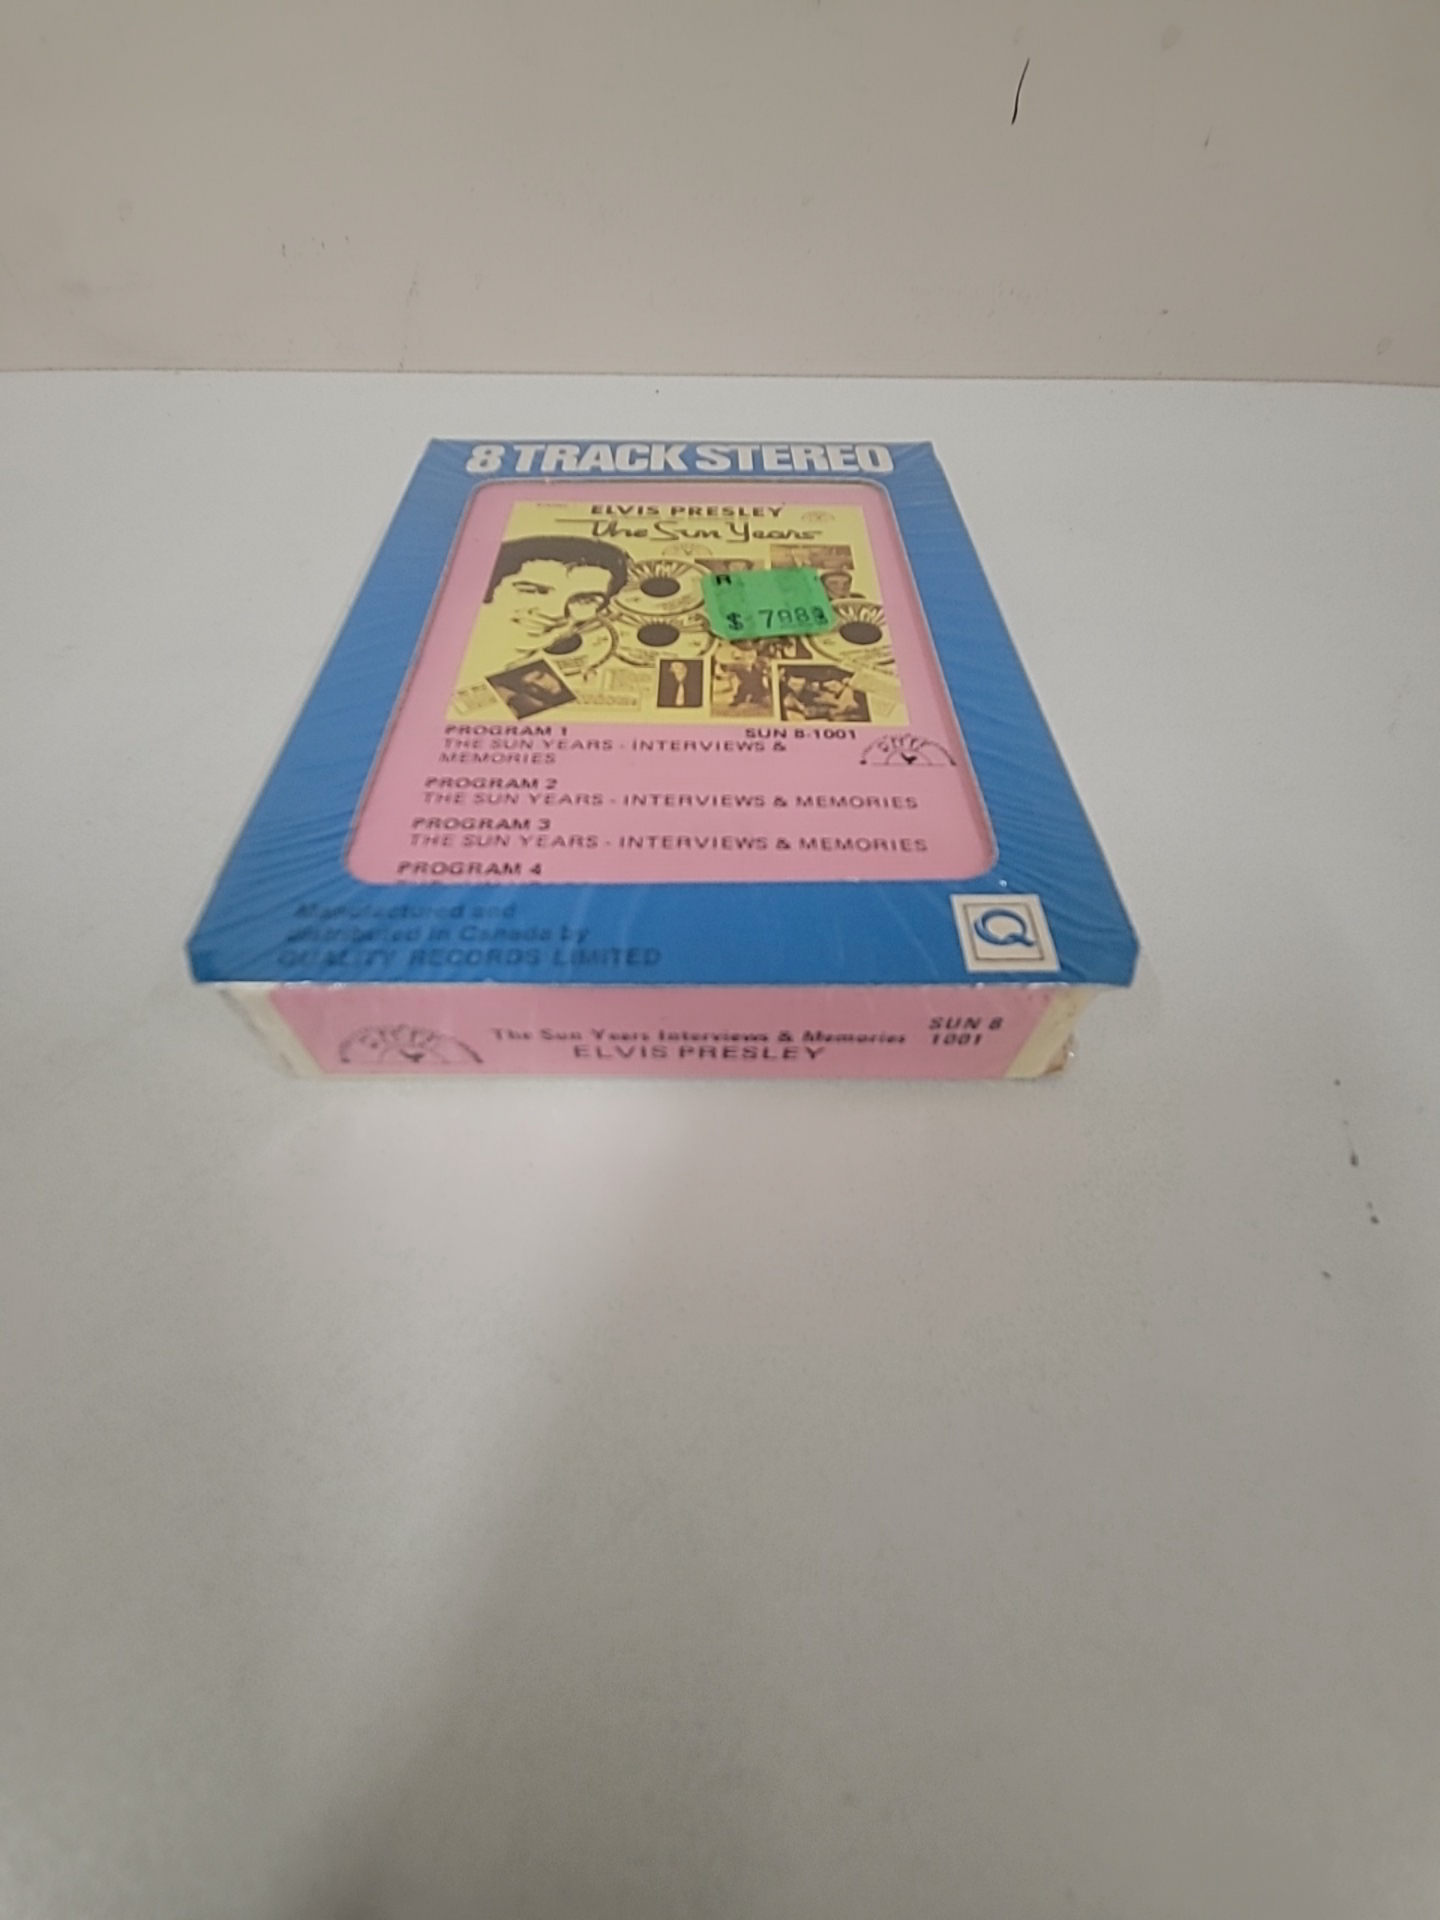 8 TRACK STEREO
ELVIS PRESLEY
The Sun Years
R
$ 7.98
PROGRAM 1 SUN 8-1001
THE SUN YEARS - INTERVIEWS &
MEMORIES
PROGRAM 2
THE SUN YEARS - INTERVIEWS & MEMORIES
PROGRAM 3
THE SUN YEARS - INTERVIEWS & MEMORIES
PROGRAM 4
Manufactured and
distributed in Canada by
QUALITY RECORDS LIMITED
Q
The Sun Years Interviews & Memories SUN 8
ELVIS PRESLEY 1001